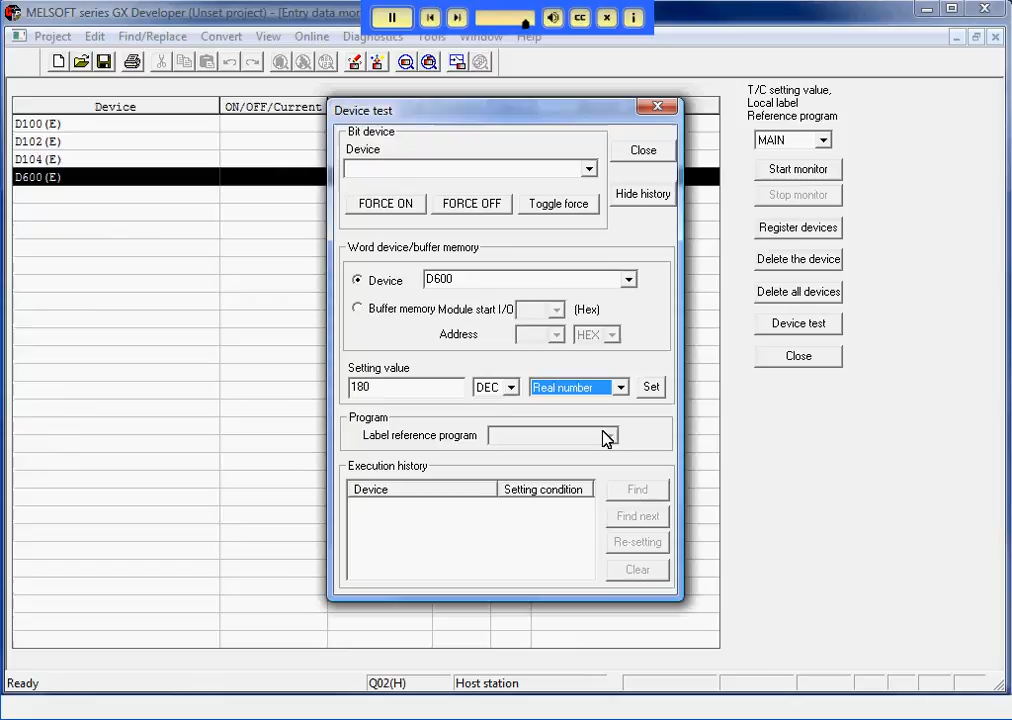 MELSOFT series GX Developer (Unset project) - [Entry data mo
Project Edit Find/Replace Convert View Online Diagnostics Tools Window Help
CC
Device ON/OFF/Current
D100(E)
D102(E)
D104(E)
D600(E)
Device test
Bit device
Device
FORCE ON FORCE OFF Toggle force
Close
Hide history
Word device/buffer memory
Device D600
Buffer memory Module start I/O (Hex)
Address HEX
Setting value
180 DEC Real number Set
Program
Label reference program
Execution history
Device Setting condition
Find
Find next
Re-setting
Clear
T/C setting value,
Local label
Reference program
MAIN
Start monitor
Stop monitor
Register devices
Delete the device
Delete all devices
Device test
Close
Ready Q02(H) Host station